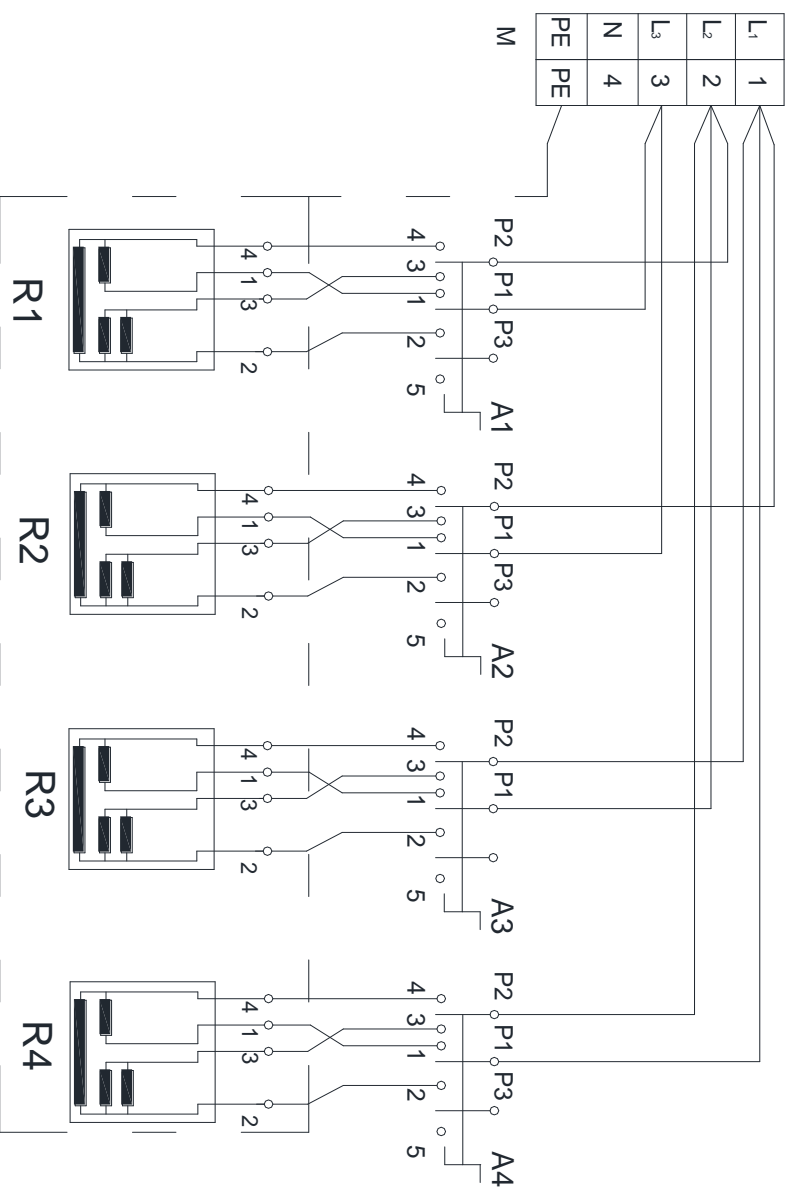 L₁ 1
L₂ 2
L₃ 3
N 4
PE PE
M
P2 P1 P3 A1 P2 P1 P3 A2 P2 P1 A3 P2 P1 P3 A4
4 3 1 2 5 4 3 1 2 5 4 3 1 2 5 4 3 1 2 5
4 1 3 2 4 1 3 2 4 1 3 2 4 1 3 2
R1 R2 R3 R4